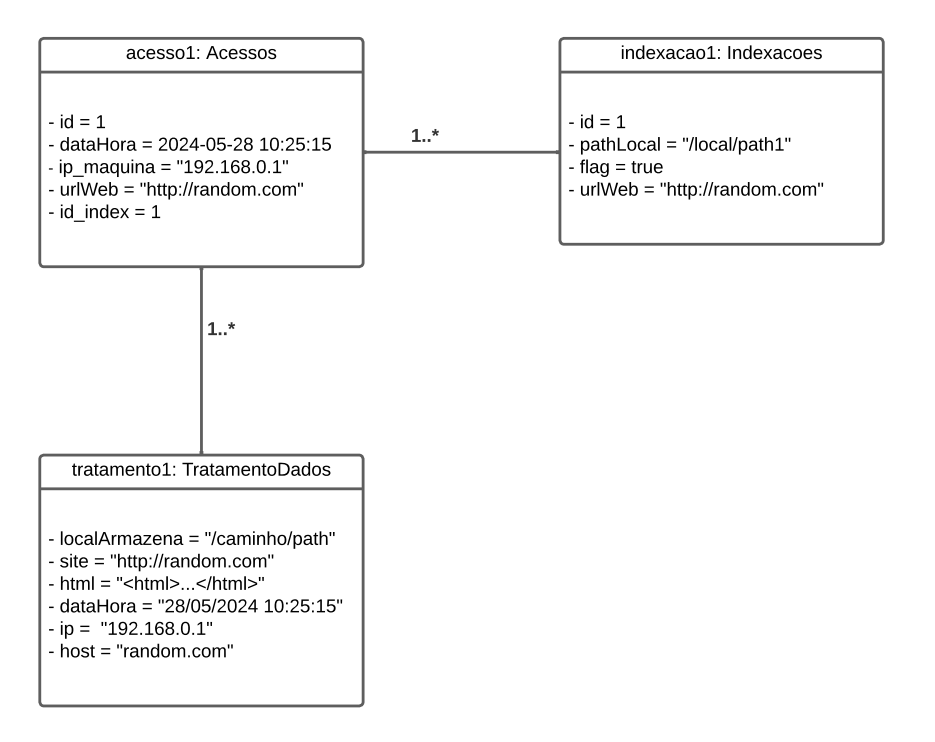 acesso1: Acessos
- id = 1
- dataHora = 2024-05-28 10:25:15
- ip_maquina = "192.168.0.1"
- urlWeb = "http://random.com"
- id_index = 1
1..*
indexacao1: Indexacoes
- id = 1
- pathLocal = "/local/path1"
- flag = true
- urlWeb = "http://random.com"
1..*
tratamento1: TratamentoDados
- localArmazena = "/caminho/path"
- site = "http://random.com"
- html = "<html>...</html>"
- dataHora = "28/05/2024 10:25:15"
- ip =  "192.168.0.1"
- host = "random.com"